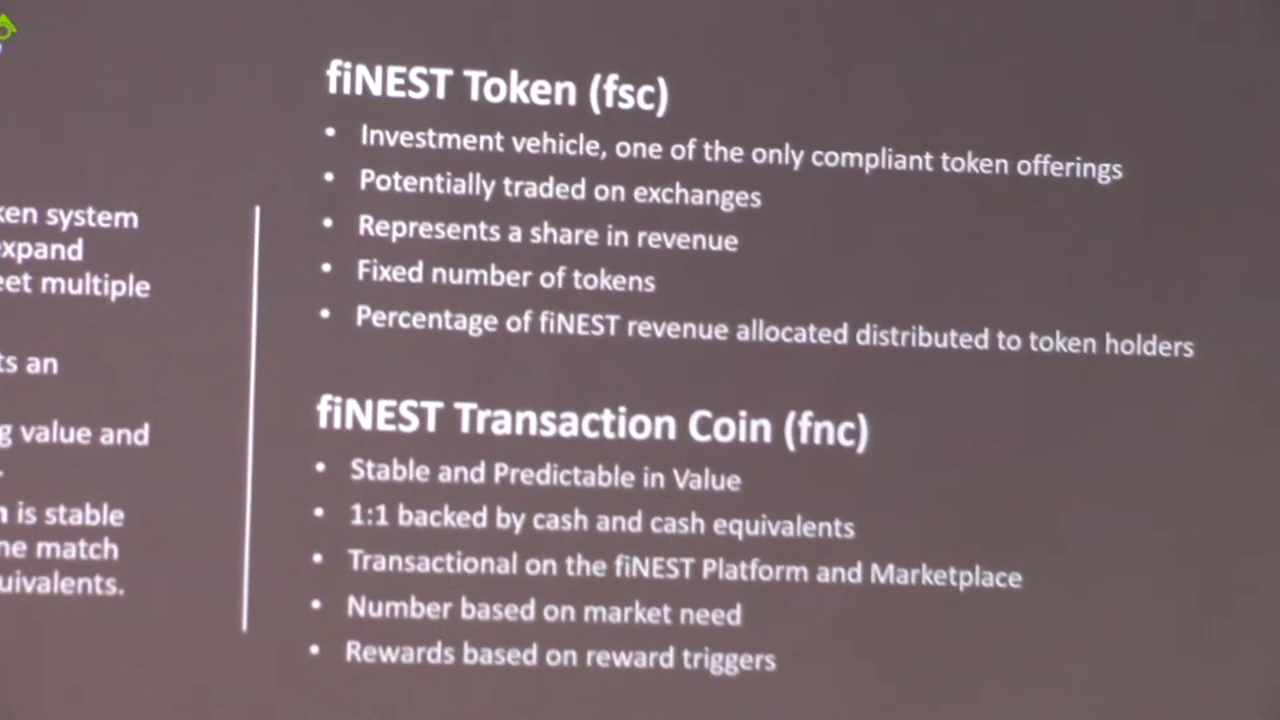 ken system
expand
eet multiple
ts an
g value and
n is stable
ne match
uivalents.
fiNEST Token (fsc)
• Investment vehicle, one of the only compliant token offerings
• Potentially traded on exchanges
• Represents a share in revenue
• Fixed number of tokens
• Percentage of fiNEST revenue allocated distributed to token holders
fiNEST Transaction Coin (fnc)
• Stable and Predictable in Value
• 1:1 backed by cash and cash equivalents
• Transactional on the fiNEST Platform and Marketplace
• Number based on market need
• Rewards based on reward triggers